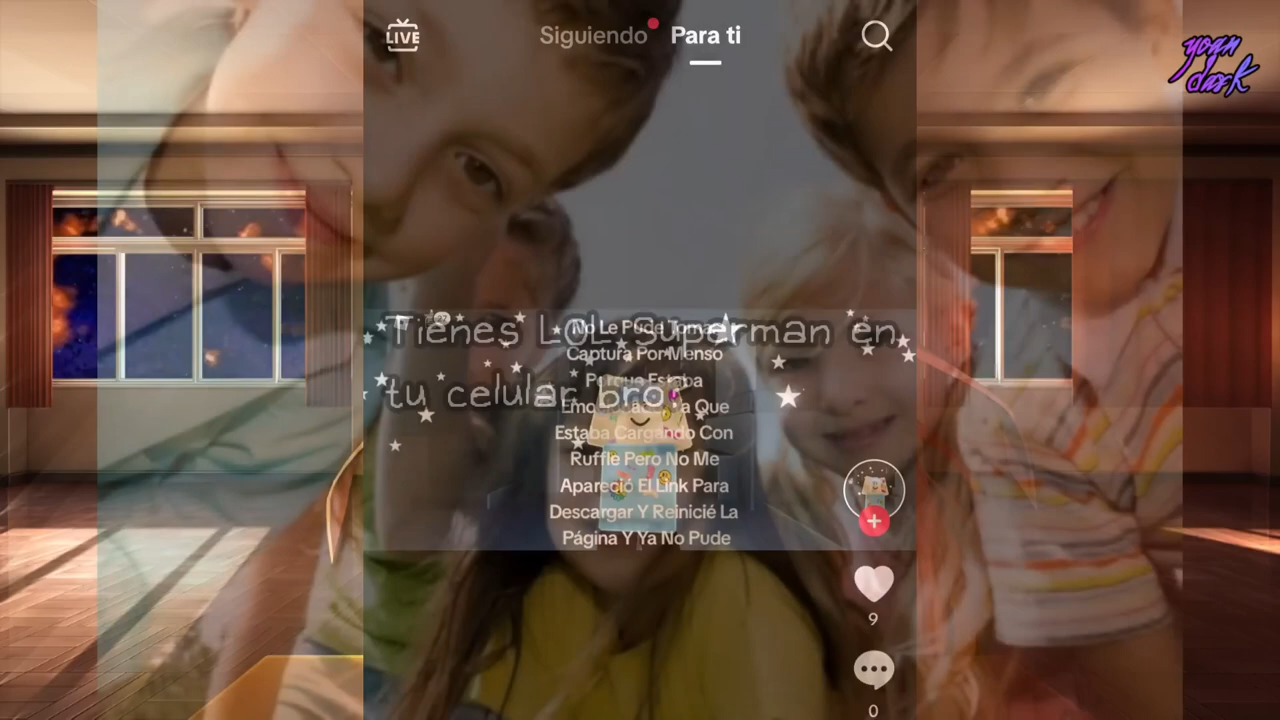 LIVE
Siguiendo
Para ti
yoan
dark
Tienes LOL Superman en
tu celular bro
No Le Pude Tomar
Captura Por Menso
Porque Estaba
a Que
Estaba Cargando Con
Ruffle Pero No Me
Apareció El Link Para
Descargar Y Reinicié La
Página Y Ya No Pude
9
0